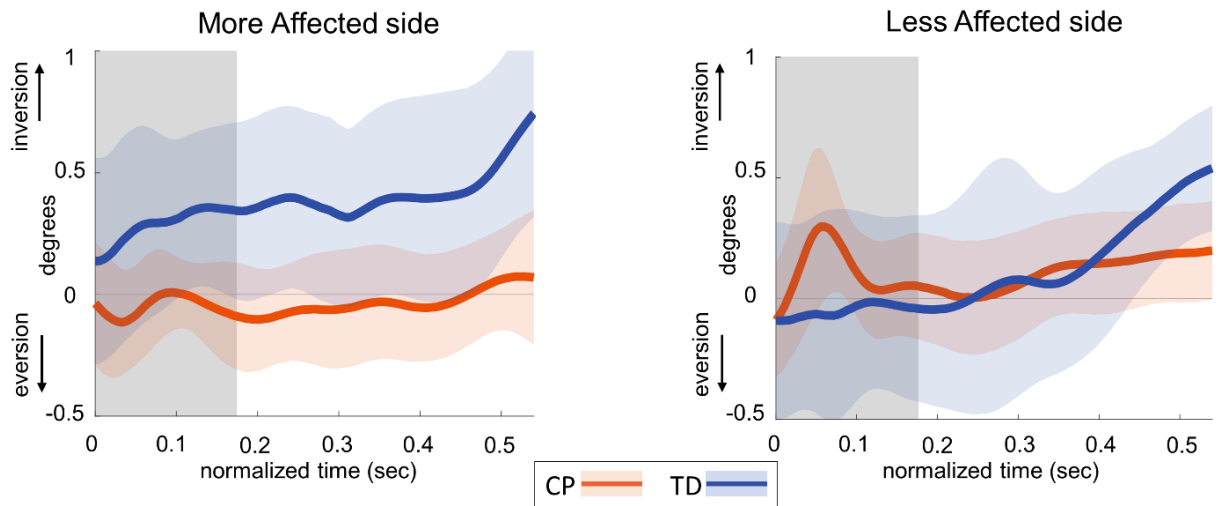 More Affected side
1
0.5
0
-0.5
inversion
degrees
eversion
0
0.1
0.2
0.3
0.4
0.5
normalized time (sec)
Less Affected side
1
0.5
0
-0.5
inversion
degrees
eversion
0
0.1
0.2
0.3
0.4
0.5
normalized time (sec)
CP
TD